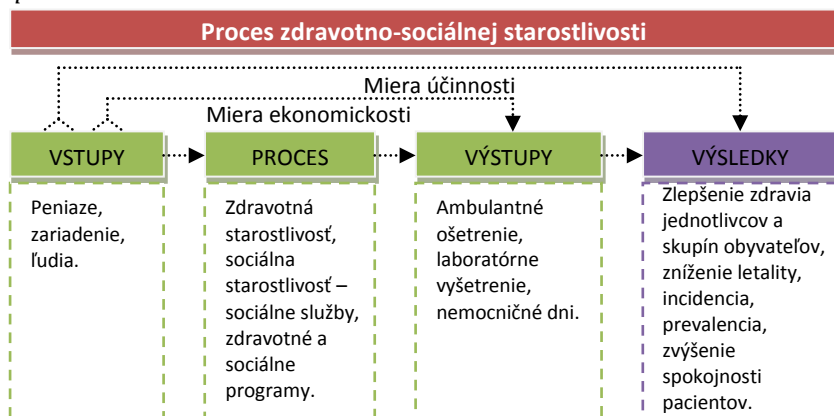 Proces zdravotno-sociálnej starostlivosti
Miera účinnosti
Miera ekonomickosti
VSTUPY
PROCES
VÝSTUPY
VÝSLEDKY
Peniaze,
zariadenie,
ľudia.
Zdravotná
starostlivosť,
sociálna
starostlivosť –
sociálne služby,
zdravotné a
sociálne
programy.
Ambulantné
ošetrenie,
laboratórne
vyšetrenie,
nemocničné dni.
Zlepšenie zdravia
jednotlivcov a
skupín obyvateľov,
zníženie letality,
incidencia,
prevalencia,
zvýšenie
spokojnosti
pacientov.